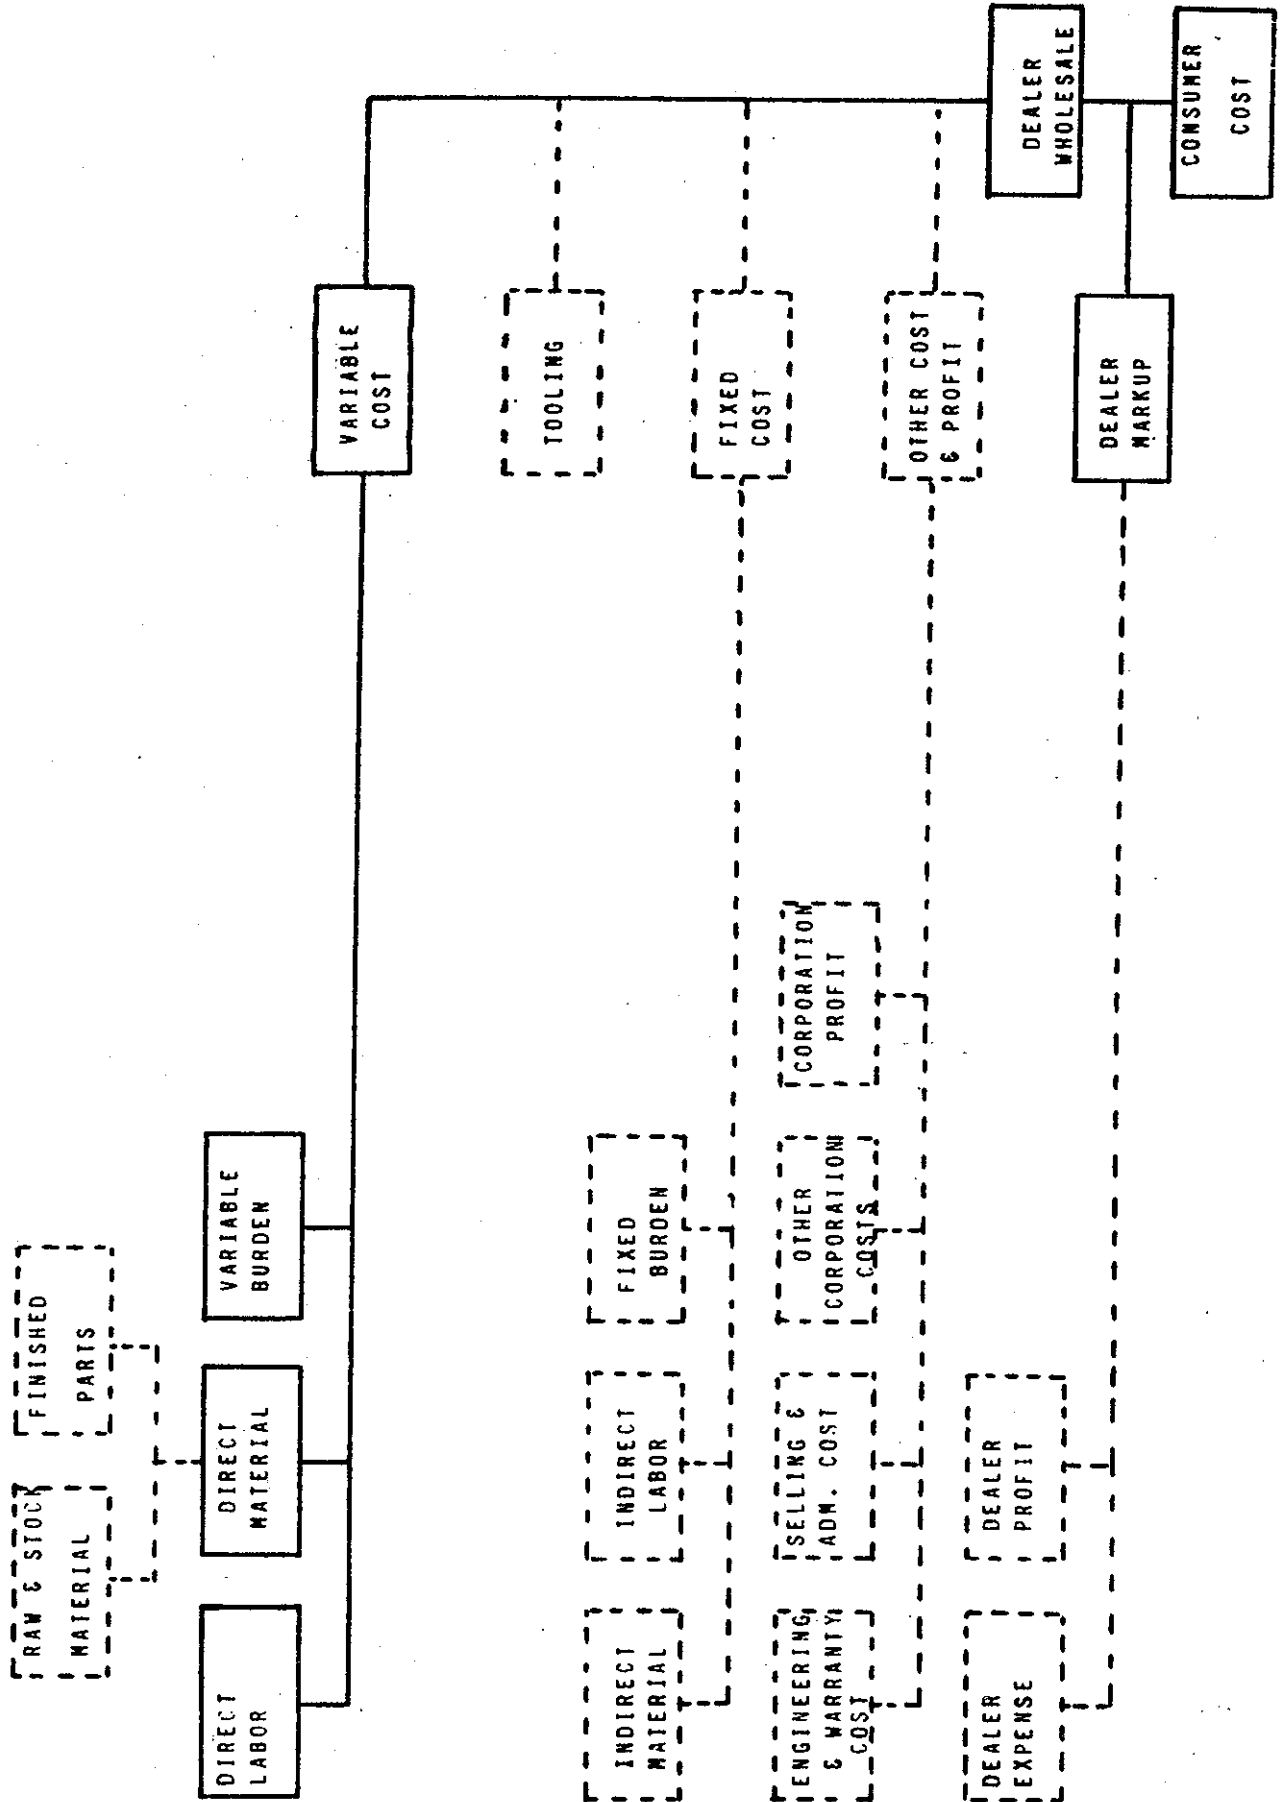 RAW & STOCK
MATERIAL
FINISHED
PARTS
DIRECT
LABOR
DIRECT
MATERIAL
VARIABLE
BURDEN
VARIABLE
COST
TOOLING
INDIRECT
MATERIAL
INDIRECT
LABOR
FIXED
BURDEN
FIXED
COST
ENGINEERING
& WARRANTY
COST
SELLING &
ADM. COST
OTHER
CORPORATION
COSTS
CORPORATION
PROFIT
OTHER COST
& PROFIT
DEALER
EXPENSE
DEALER
PROFIT
DEALER
MARKUP
DEALER
WHOLESALE
CONSUMER
COST